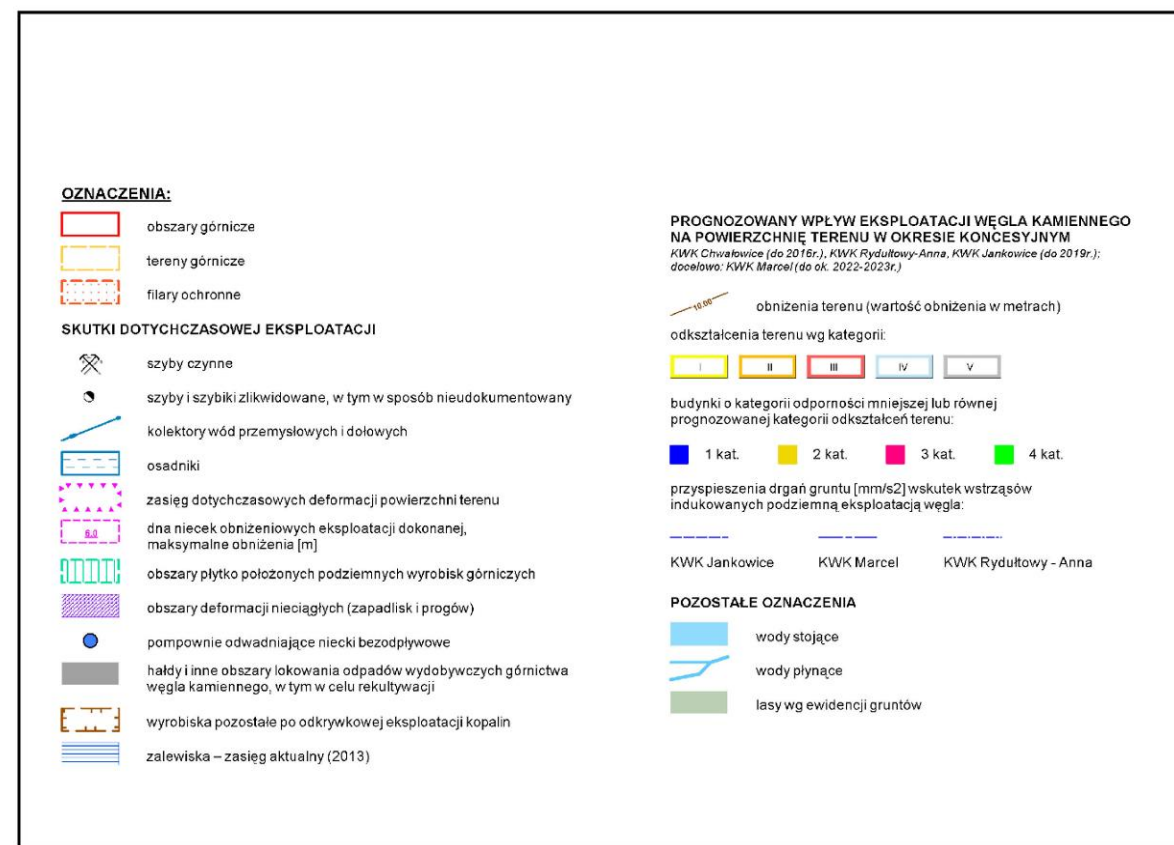 OZNACZENIA:
obszary górnicze
tereny górnicze
filary ochronne
SKUTKI DOTYCHCZASOWEJ EKSPLOATACJI
szyby czynne
szyby i szybiki zlikwidowane, w tym w sposób nieudokumentowany
kolektory wód przemysłowych i dołowych
osadniki
zasięg dotychczasowych deformacji powierzchni terenu
6.0
dna niecek obniżeniowych eksploatacji dokonanej,
maksymalne obniżenia [m]
obszary płytko położonych podziemnych wyrobisk górniczych
obszary deformacji nieciągłych (zapadlisk i progów)
pompownie odwadniające niecki bezodpływowe
hałdy i inne obszary lokowania odpadów wydobywczych górnictwa
węgla kamiennego, w tym w celu rekultywacji
wyrobiska pozostałe po odkrywkowej eksploatacji kopalin
zalewiska – zasięg aktualny (2013)
PROGNOZOWANY WPŁYW EKSPLOATACJI WĘGLA KAMIENNEGO
NA POWIERZCHNIĘ TERENU W OKRESIE KONCESYJNYM
KWK Chwałowice (do 2016r.), KWK Rydułtowy-Anna, KWK Jankowice (do 2019r.);
docelowo: KWK Marcel (do ok. 2022-2023r.)
10.00 obniżenia terenu (wartość obniżenia w metrach)
odkształcenia terenu wg kategorii:
I II III IV V
budynki o kategorii odporności mniejszej lub równej
prognozowanej kategorii odkształceń terenu:
1 kat. 2 kat. 3 kat. 4 kat.
przyspieszenia drgań gruntu [mm/s2] wskutek wstrząsów
indukowanych podziemną eksploatacją węgla:
KWK Jankowice KWK Marcel KWK Rydułtowy - Anna
POZOSTAŁE OZNACZENIA
wody stojące
wody płynące
lasy wg ewidencji gruntów